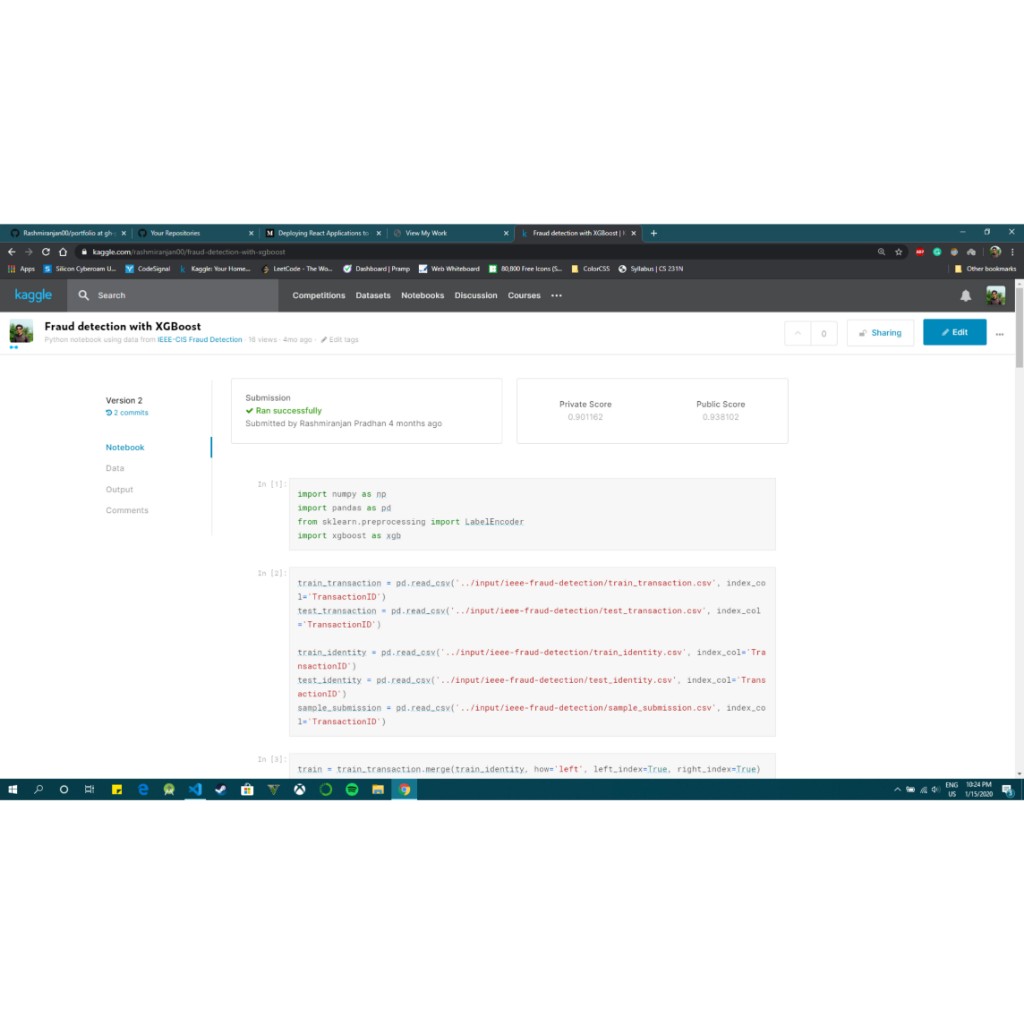 Rashmiranjan00/portfolio at gh-
Your Repositories
Deploying React Applications to
View My Work
Fraud detection with XGBoost |
kaggle.com/rashmiranjan00/fraud-detection-with-xgboost
Apps
Silicon Cyberoam U...
CodeSignal
Kaggle: Your Home...
LeetCode - The Wo...
Dashboard | Pramp
Web Whiteboard
80,800 Free Icons (S...
ColorCSS
Syllabus | CS 231N
Other bookmarks
kaggle
Search
Competitions
Datasets
Notebooks
Discussion
Courses
Fraud detection with XGBoost
Python notebook using data from IEEE-CIS Fraud Detection · 18 views · 4mo ago · Edit tags
0
Sharing
Edit
Version 2
2 commits
Notebook
Data
Output
Comments
Submission
Ran successfully
Submitted by Rashmiranjan Pradhan 4 months ago
Private Score
0.901162
Public Score
0.938102
In [1]:
import numpy as np
import pandas as pd
from sklearn.preprocessing import LabelEncoder
import xgboost as xgb
In [2]:
train_transaction = pd.read_csv('../input/ieee-fraud-detection/train_transaction.csv', index_co
l='TransactionID')
test_transaction = pd.read_csv('../input/ieee-fraud-detection/test_transaction.csv', index_col
='TransactionID')
train_identity = pd.read_csv('../input/ieee-fraud-detection/train_identity.csv', index_col='Tra
nsactionID')
test_identity = pd.read_csv('../input/ieee-fraud-detection/test_identity.csv', index_col='Trans
actionID')
sample_submission = pd.read_csv('../input/ieee-fraud-detection/sample_submission.csv', index_co
l='TransactionID')
In [3]:
train = train_transaction.merge(train_identity, how='left', left_index=True, right_index=True)
ENG
US
10:24 PM
1/15/2020